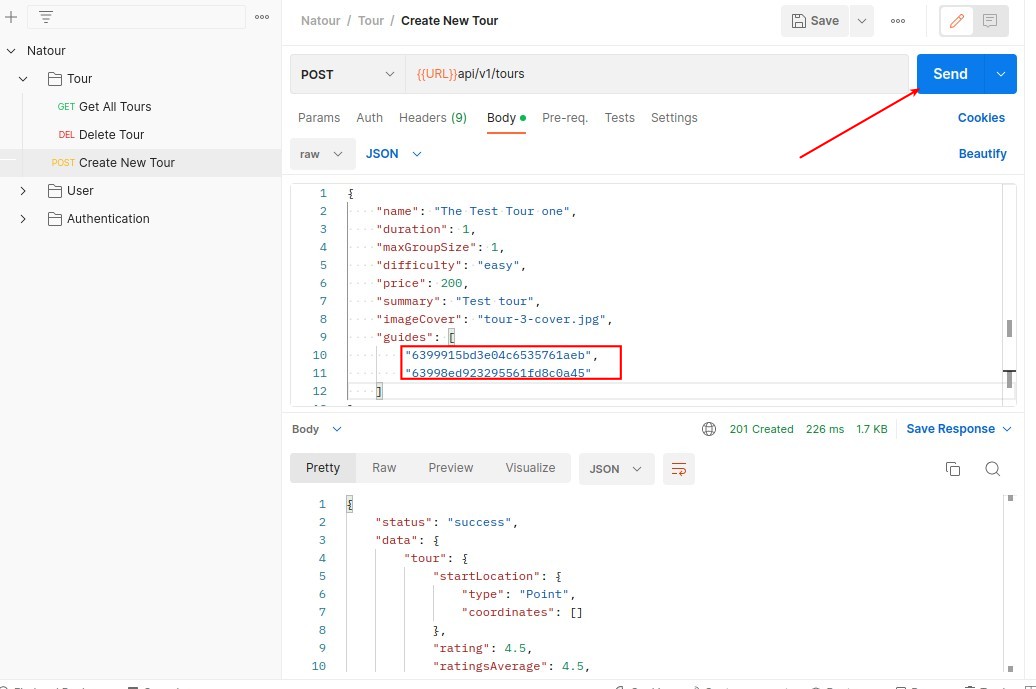 Natour / Tour / Create New Tour
Save
Natour
Tour
GET Get All Tours
DEL Delete Tour
POST Create New Tour
User
Authentication
POST
{{URL}}api/v1/tours
Send
Params Auth Headers (9) Body Pre-req. Tests Settings
Cookies
raw JSON
Beautify
1 {
2 "name": "The Test Tour one",
3 "duration": 1,
4 "maxGroupSize": 1,
5 "difficulty": "easy",
6 "price": 200,
7 "summary": "Test tour",
8 "imageCover": "tour-3-cover.jpg",
9 "guides": [
10 "6399915bd3e04c6535761aeb",
11 "63998ed923295561fd8c0a45"
12 ]
Body
201 Created 226 ms 1.7 KB Save Response
Pretty Raw Preview Visualize JSON
1 {
2 "status": "success",
3 "data": {
4 "tour": {
5 "startLocation": {
6 "type": "Point",
7 "coordinates": []
8 },
9 "rating": 4.5,
10 "ratingsAverage": 4.5,